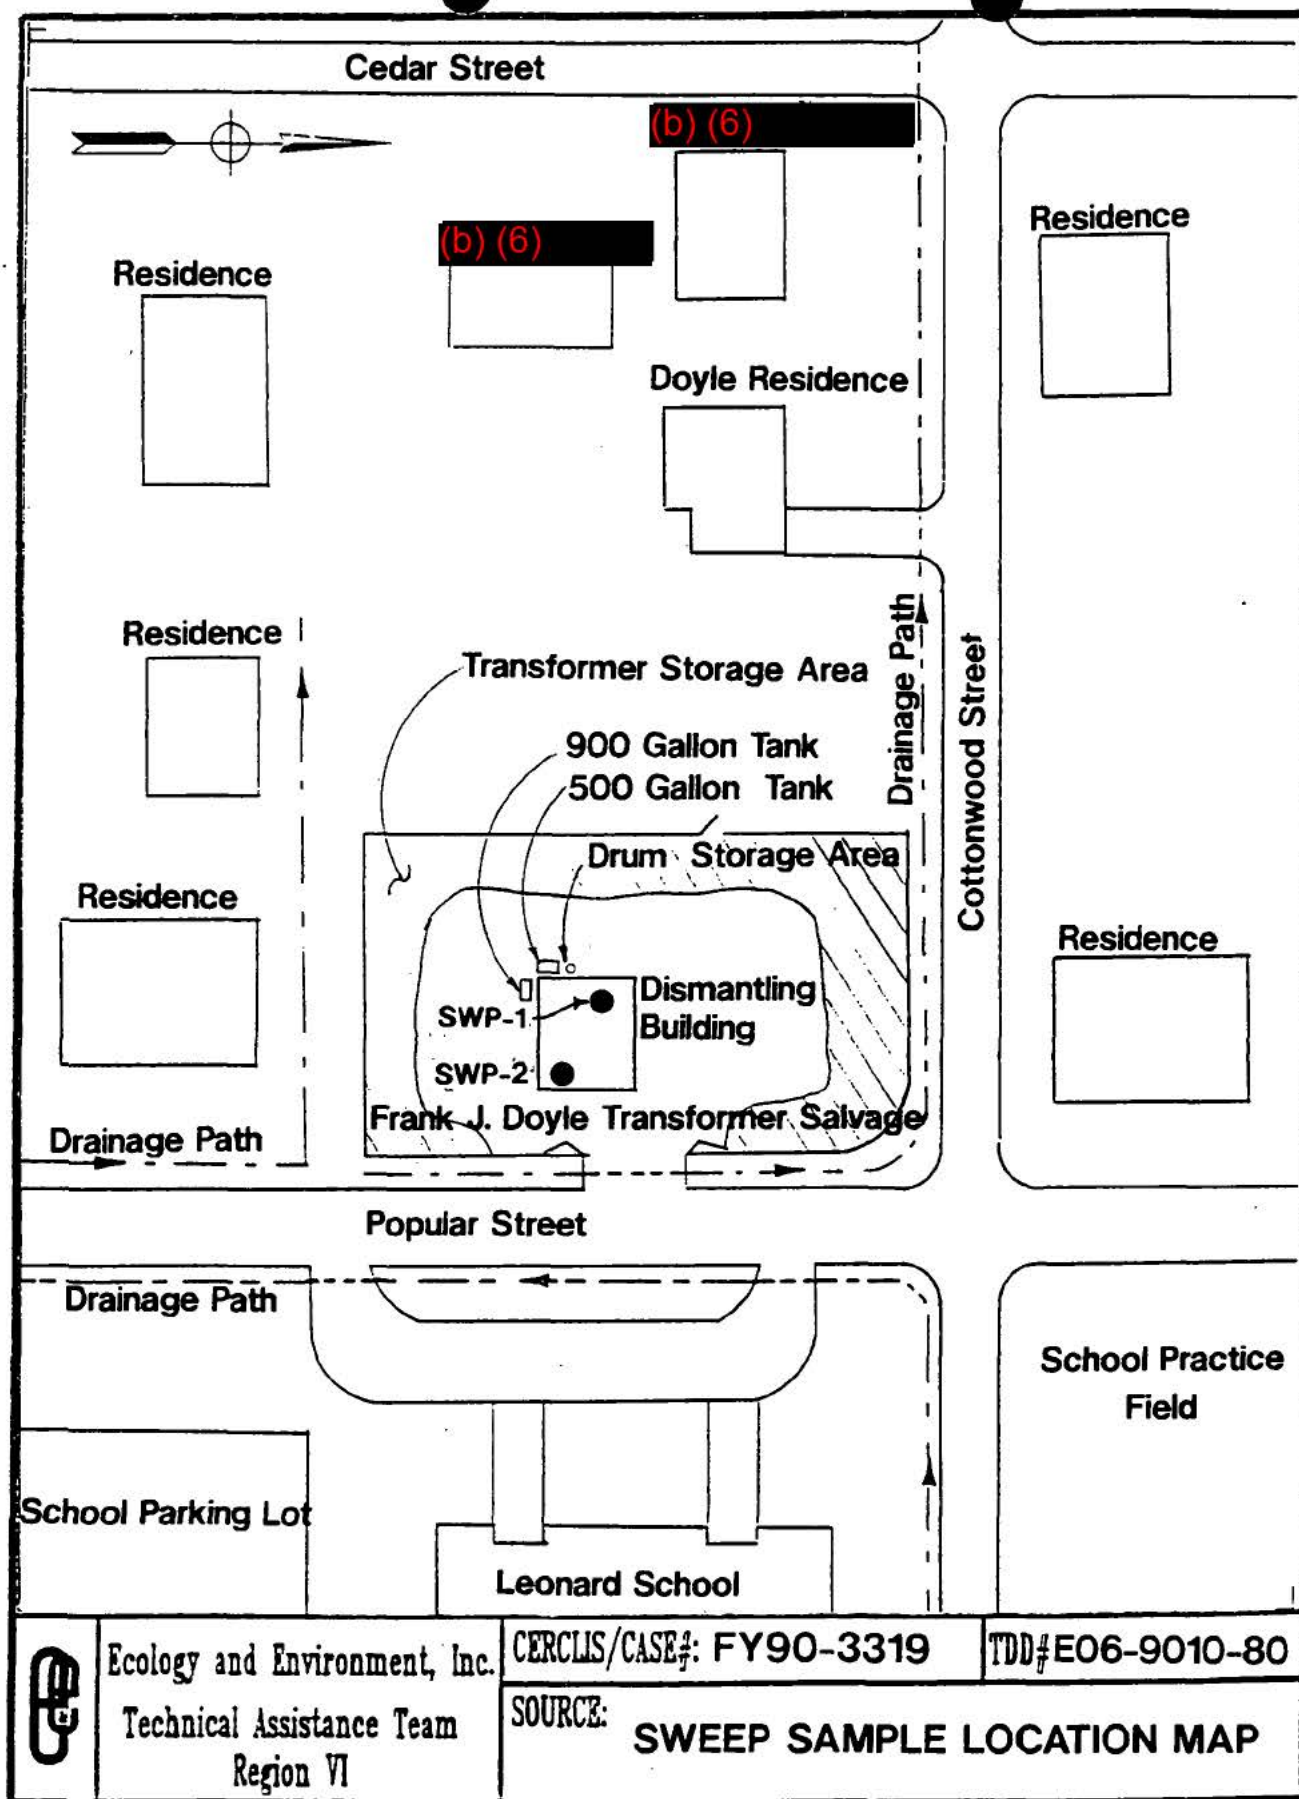 Cedar Street
(b) (6)
(b) (6)
Residence
Residence
Doyle Residence
Residence
Transformer Storage Area
Drainage Path
Cottonwood Street
900 Gallon Tank
500 Gallon Tank
Drum Storage Area
Residence
Residence
Dismantling
Building
SWP-1
SWP-2
Frank J. Doyle Transformer Salvage
Drainage Path
Popular Street
Drainage Path
School Practice
Field
School Parking Lot
Leonard School
Ecology and Environment, Inc.
Technical Assistance Team
Region VI
CERCLIS/CASE#: FY90-3319
TDD#E06-9010-80
SOURCE:
SWEEP SAMPLE LOCATION MAP